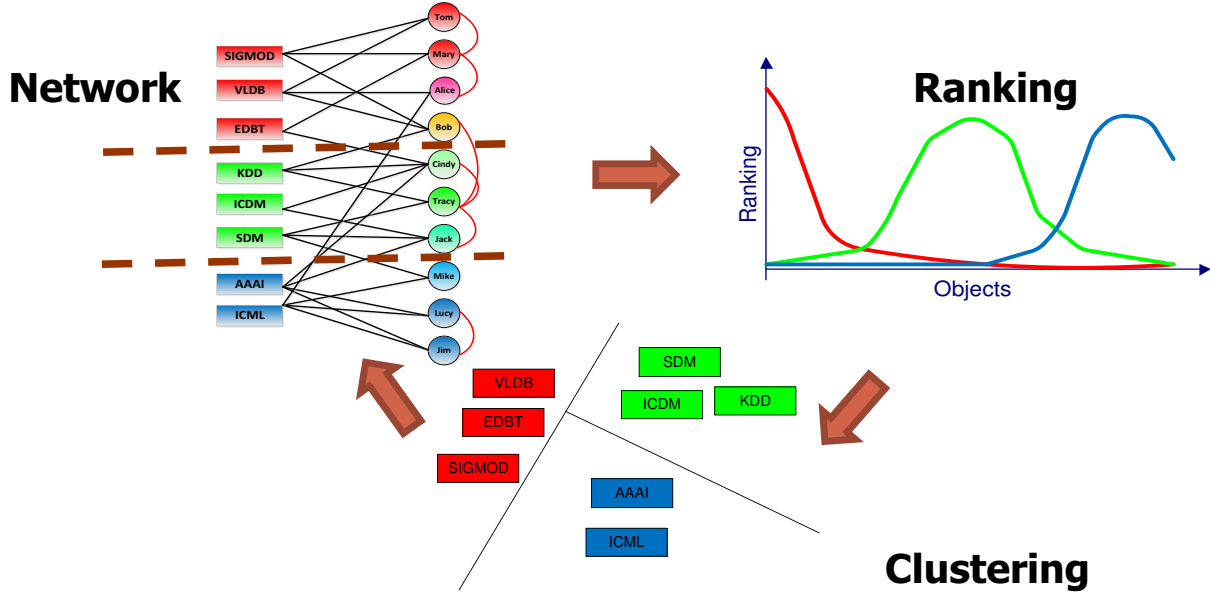 Network
SIGMOD
VLDB
EDBT
KDD
ICDM
SDM
AAAI
ICML
Tom
Mary
Alice
Bob
Cindy
Tracy
Jack
Mike
Lucy
Jim
Ranking
Ranking
Objects
VLDB
EDBT
SIGMOD
SDM
ICDM
KDD
AAAI
ICML
Clustering